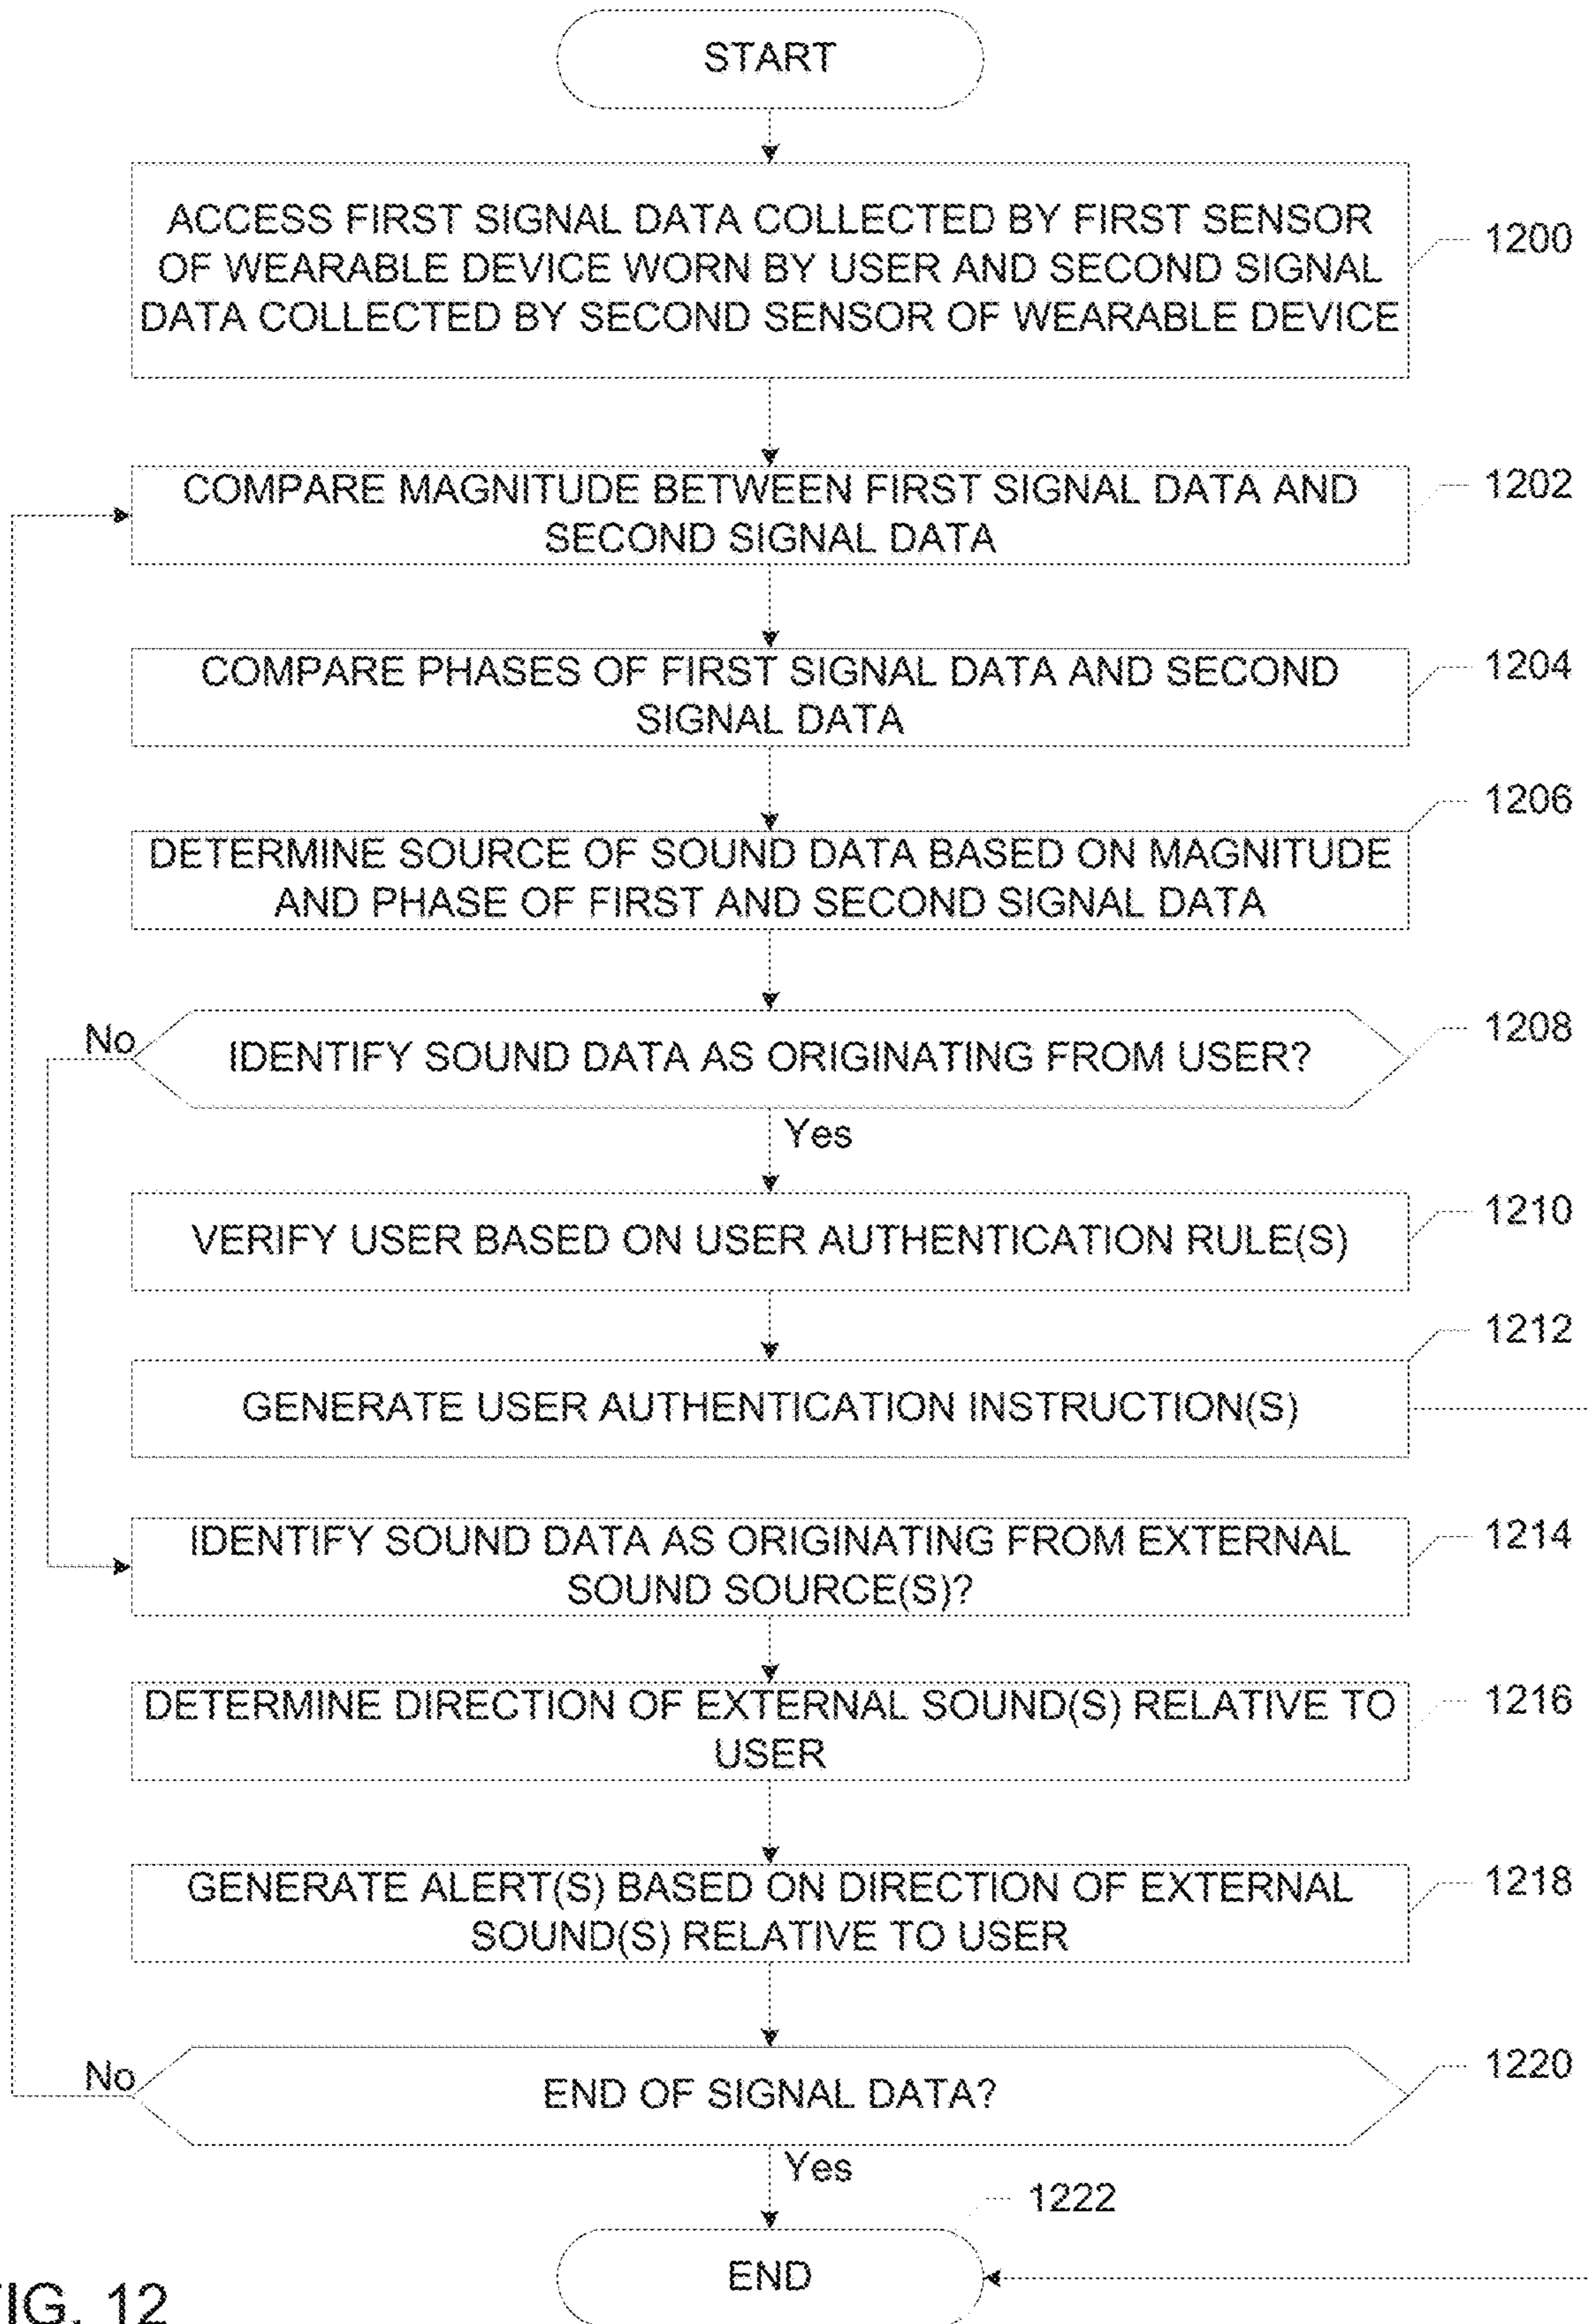 START
ACCESS FIRST SIGNAL DATA COLLECTED BY FIRST SENSOR
OF WEARABLE DEVICE WORN BY USER AND SECOND SIGNAL
DATA COLLECTED BY SECOND SENSOR OF WEARABLE DEVICE
1200
COMPARE MAGNITUDE BETWEEN FIRST SIGNAL DATA AND
SECOND SIGNAL DATA
1202
COMPARE PHASES OF FIRST SIGNAL DATA AND SECOND
SIGNAL DATA
1204
DETERMINE SOURCE OF SOUND DATA BASED ON MAGNITUDE
AND PHASE OF FIRST AND SECOND SIGNAL DATA
1206
No
IDENTIFY SOUND DATA AS ORIGINATING FROM USER?
1208
Yes
VERIFY USER BASED ON USER AUTHENTICATION RULE(S)
1210
GENERATE USER AUTHENTICATION INSTRUCTION(S)
1212
IDENTIFY SOUND DATA AS ORIGINATING FROM EXTERNAL
SOUND SOURCE(S)?
1214
DETERMINE DIRECTION OF EXTERNAL SOUND(S) RELATIVE TO
USER
1216
GENERATE ALERT(S) BASED ON DIRECTION OF EXTERNAL
SOUND(S) RELATIVE TO USER
1218
No
END OF SIGNAL DATA?
1220
Yes
1222
END
FIG. 12